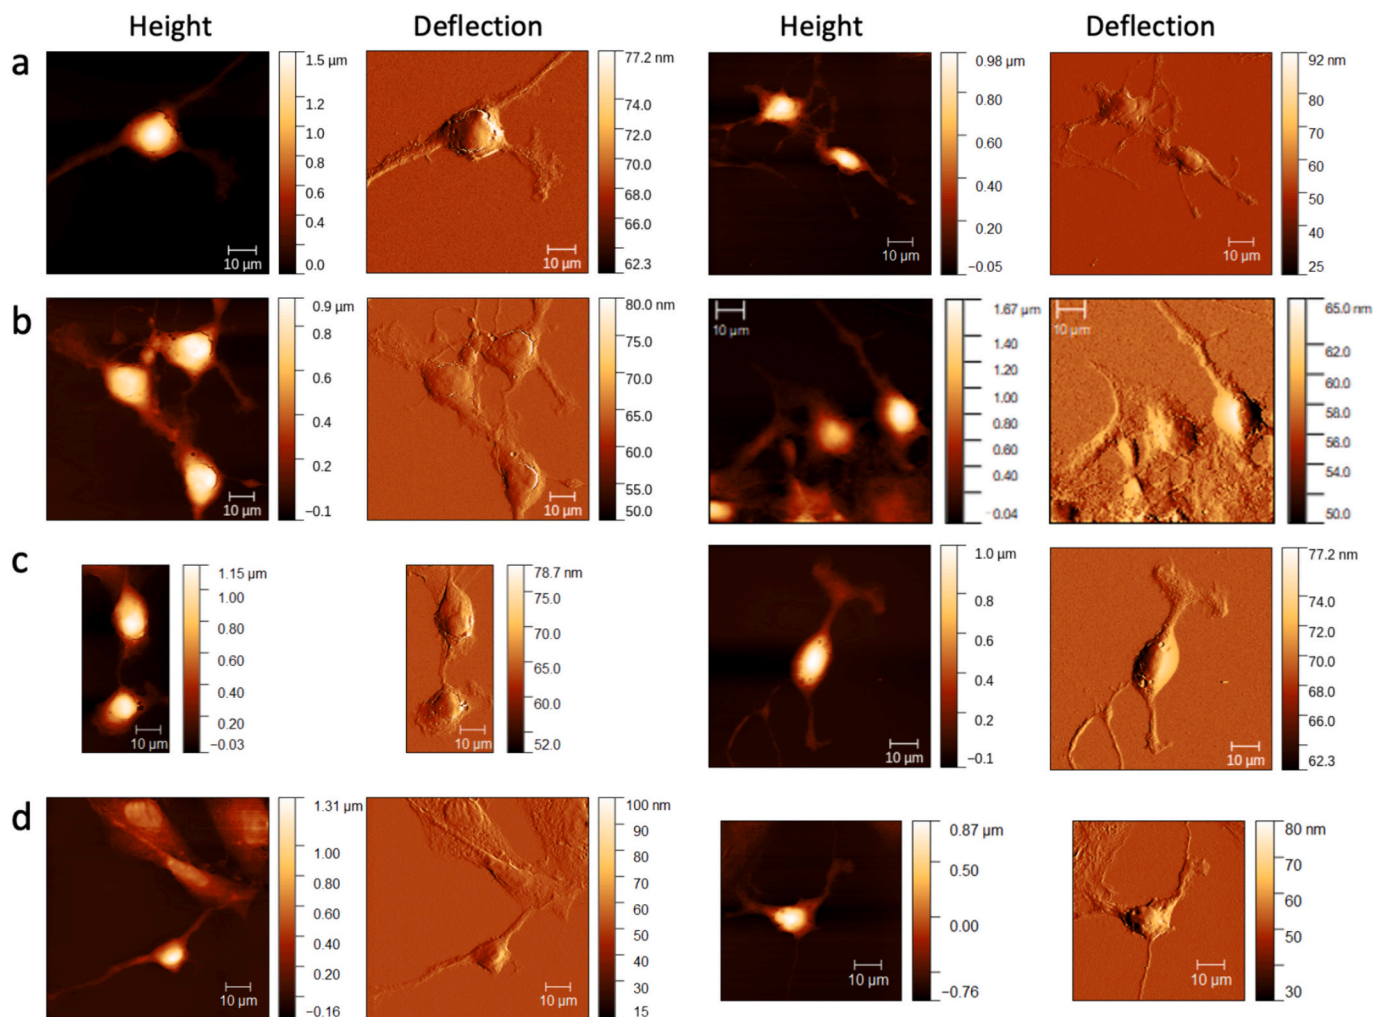 Height Deflection Height Deflection
a
1.5 µm
1.2
1.0
0.8
0.6
0.4
0.0
10 µm
77.2 nm
74.0
72.0
70.0
68.0
66.0
62.3
10 µm
0.98 µm
0.80
0.60
0.40
0.20
−0.05
10 µm
92 nm
80
70
60
50
40
25
10 µm
b
0.9 µm
0.8
0.6
0.4
0.2
−0.1
10 µm
80.0 nm
75.0
70.0
65.0
60.0
55.0
50.0
10 µm
10 µm
1.67 µm
1.40
1.20
1.00
0.80
0.60
0.40
−0.04
10 µm
65.0 nm
62.0
60.0
58.0
56.0
54.0
50.0
c
1.15 µm
1.00
0.80
0.60
0.40
0.20
−0.03
10 µm
78.7 nm
75.0
70.0
65.0
60.0
52.0
10 µm
1.0 µm
0.8
0.6
0.4
0.2
−0.1
10 µm
77.2 nm
74.0
72.0
70.0
68.0
66.0
62.3
10 µm
d
1.31 µm
1.00
0.80
0.60
0.40
0.20
−0.16
10 µm
100 nm
90
80
70
60
50
40
30
15
10 µm
0.87 µm
0.50
0.00
−0.76
10 µm
80 nm
70
60
50
30
10 µm